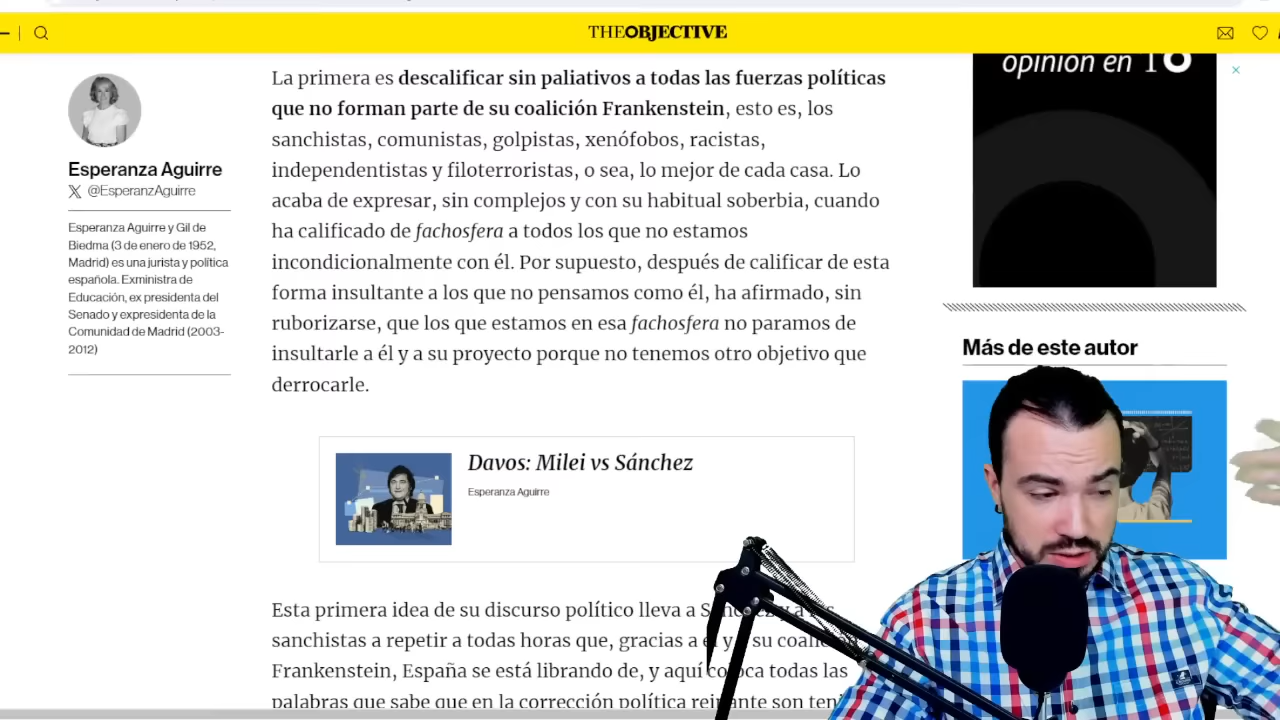 THEOBJECTIVE
opinión en
Esperanza Aguirre
@EsperanzAguirre
Esperanza Aguirre y Gil de
Biedma (3 de enero de 1952,
Madrid) es una jurista y política
española. Exministra de
Educación, ex presidenta del
Senado y expresidenta de la
Comunidad de Madrid (2003-
2012)
La primera es descalificar sin paliativos a todas las fuerzas políticas
que no forman parte de su coalición Frankenstein, esto es, los
sanchistas, comunistas, golpistas, xenófobos, racistas,
independentistas y filoterroristas, o sea, lo mejor de cada casa. Lo
acaba de expresar, sin complejos y con su habitual soberbia, cuando
ha calificado de fachosfera a todos los que no estamos
incondicionalmente con él. Por supuesto, después de calificar de esta
forma insultante a los que no pensamos como él, ha afirmado, sin
ruborizarse, que los que estamos en esa fachosfera no paramos de
insultarle a él y a su proyecto porque no tenemos otro objetivo que
derrocarle.
Davos: Milei vs Sánchez
Esperanza Aguirre
Esta primera idea de su discurso político lleva a
sanchistas a repetir a todas horas que, gracias a él y su
Frankenstein, España se está librando de, y aquí coloca todas las
palabras que sabe que en la corrección política reinante son
Más de este autor